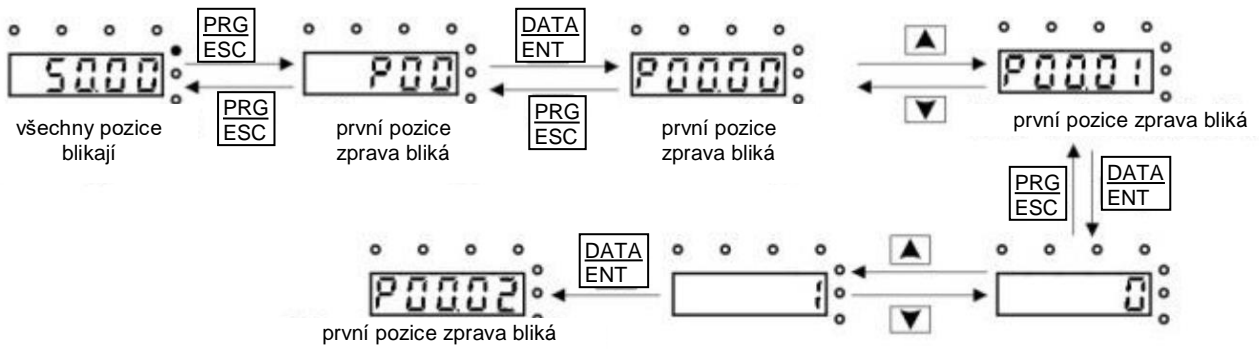 PRG
ESC
DATA
ENT
50.00
P00
P00.00
▲
▼
P00.01
PRG
ESC
PRG
ESC
všechny pozice
blikají
první pozice
zprava bliká
první pozice
zprava bliká
první pozice zprava bliká
PRG
ESC
DATA
ENT
DATA
ENT
P00.02
1
▲
▼
0
první pozice zprava bliká